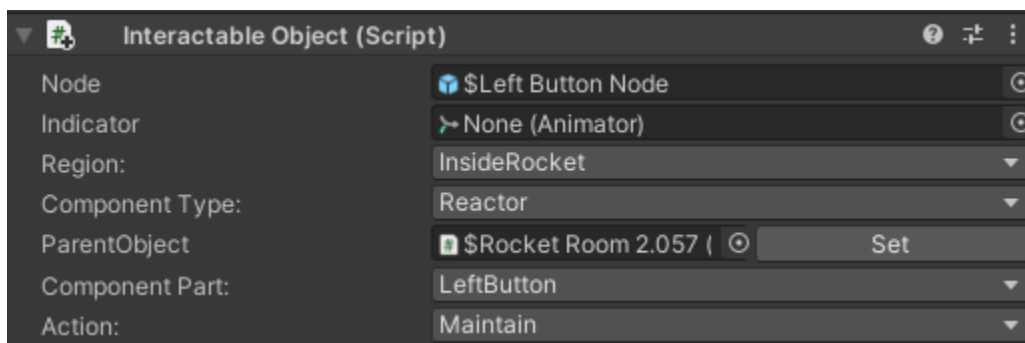 Interactable Object (Script)
Node $Left Button Node
Indicator None (Animator)
Region: InsideRocket
Component Type: Reactor
ParentObject $Rocket Room 2.057 ( Set
Component Part: LeftButton
Action: Maintain